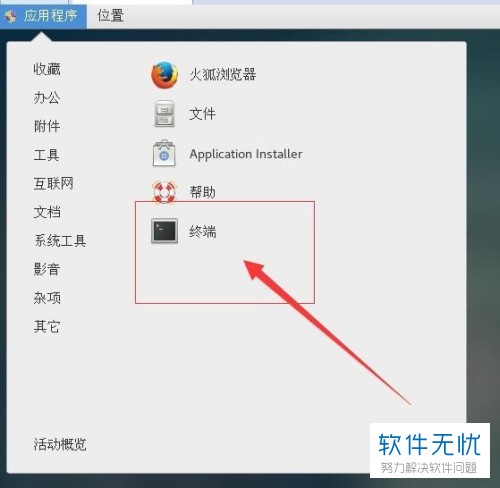 应用程序 位置
收藏
办公
附件
工具
互联网
文档
系统工具
影音
杂项
其它
活动概览
火狐浏览器
文件
Application Installer
帮助
终端
软件无忧
努力解决软件问题